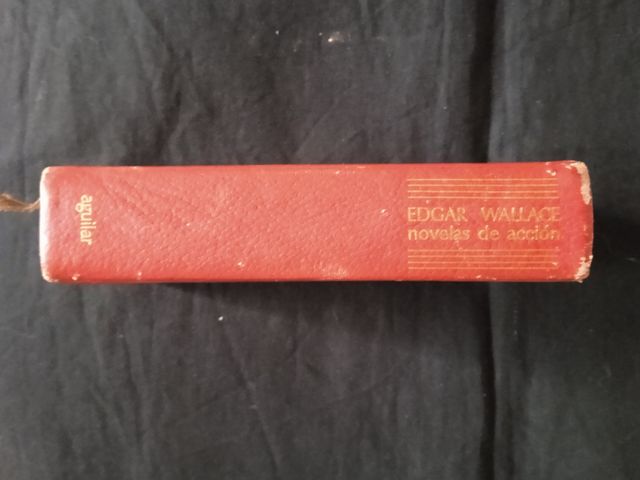 EDGAR WALLACE
novelas de acción
aguilar